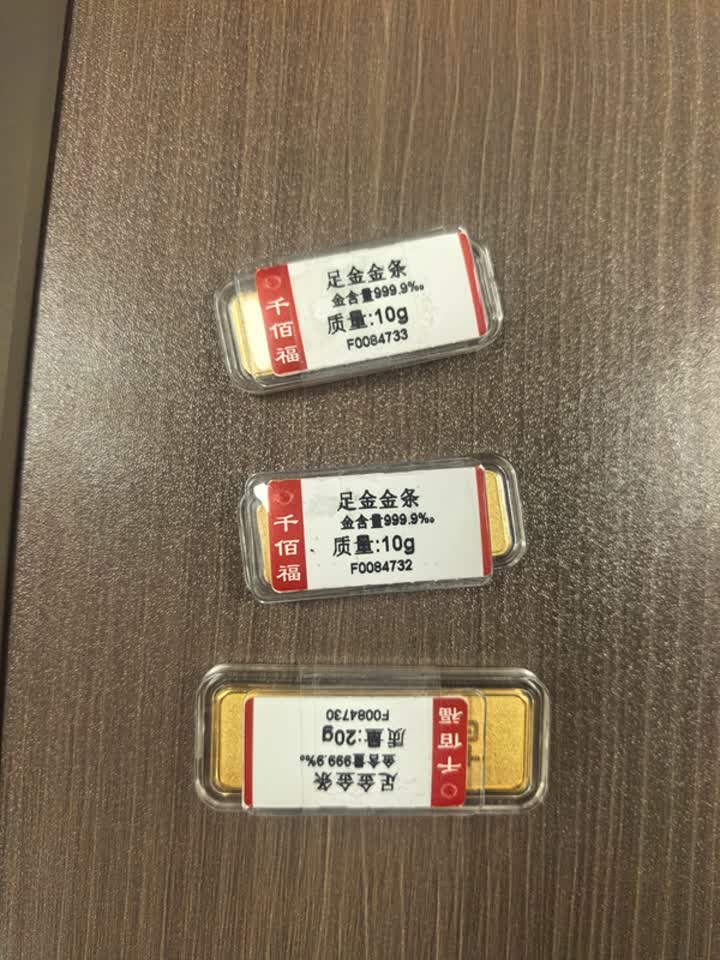 千佰福
足金金条
金含量999.9‰
质量:10g
F0084733
千佰福
足金金条
金含量999.9‰
质量:10g
F0084732
千佰福
足金金条
金含量999.9‰
质量:20g
F0084730